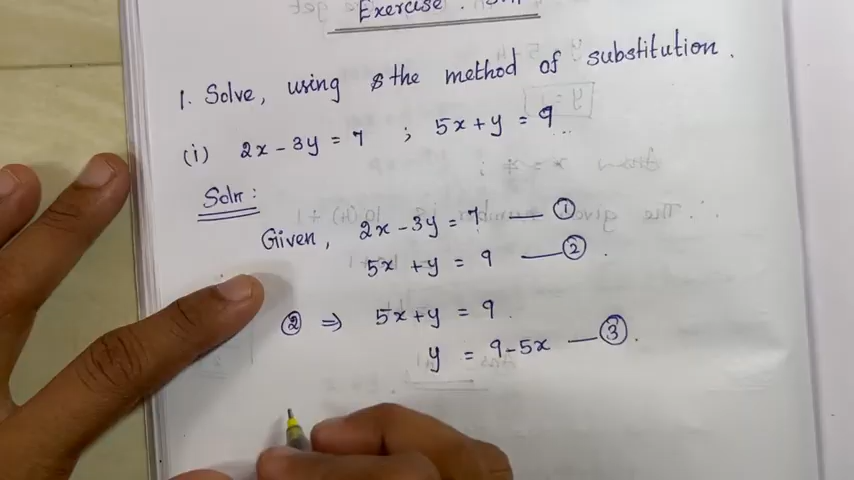 Exercise
1. Solve, using the method of substitution.
(i) 2x - 3y = 7 ; 5x + y = 9
Soln:
Given, 2x - 3y = 7 — ①
5x + y = 9 — ②
② ⇒ 5x + y = 9
y = 9 - 5x — ③